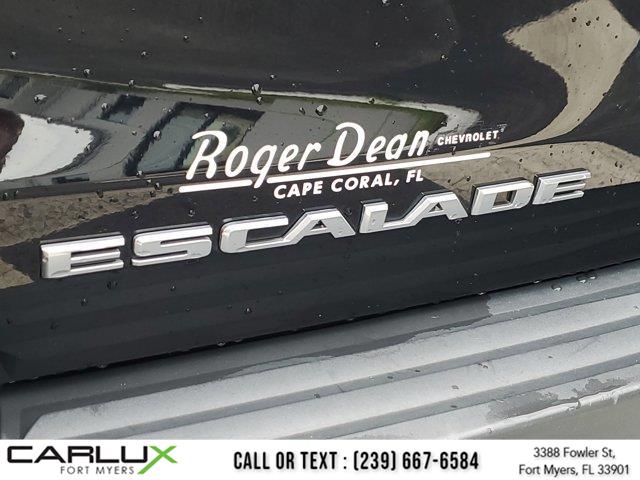 Roger Dean CHEVROLET
CAPE CORAL, FL
ESCALADE
CARLUX
FORT MYERS
CALL OR TEXT : (239) 667-6584
3388 Fowler St,
Fort Myers, FL 33901